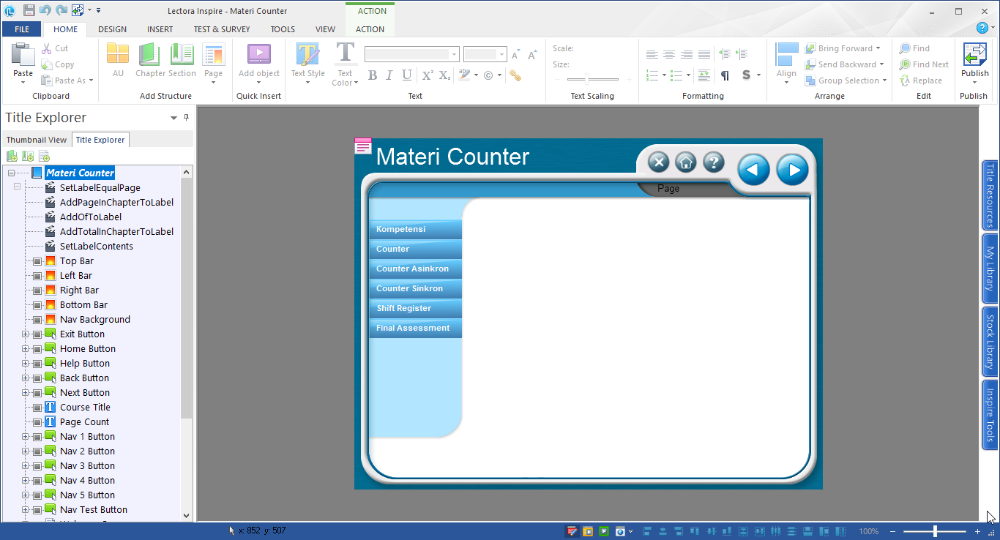 Lectora Inspire - Materi Counter
ACTION
FILE HOME DESIGN INSERT TEST & SURVEY TOOLS VIEW ACTION
Paste
Cut
Copy
Paste As
Clipboard
AU Chapter Section Page
Add Structure
Add object
Quick Insert
Text Style
Text Color
B I U X² X₂
Text
Scale:
Size:
Text Scaling
Formatting
Align
Bring Forward
Send Backward
Group Selection
Arrange
Find
Find Next
Replace
Edit
Publish
Publish
Title Explorer
Thumbnail View Title Explorer
Materi Counter
SetLabelEqualPage
AddPageInChapterToLabel
AddOfToLabel
AddTotalInChapterToLabel
SetLabelContents
Top Bar
Left Bar
Right Bar
Bottom Bar
Nav Background
Exit Button
Home Button
Help Button
Back Button
Next Button
Course Title
Page Count
Nav 1 Button
Nav 2 Button
Nav 3 Button
Nav 4 Button
Nav 5 Button
Nav Test Button
Materi Counter
Page
Kompetensi
Counter
Counter Asinkron
Counter Sinkron
Shift Register
Final Assessment
Title Resources
My Library
Stock Library
Inspire Tools
x: 852 y: 507
100%